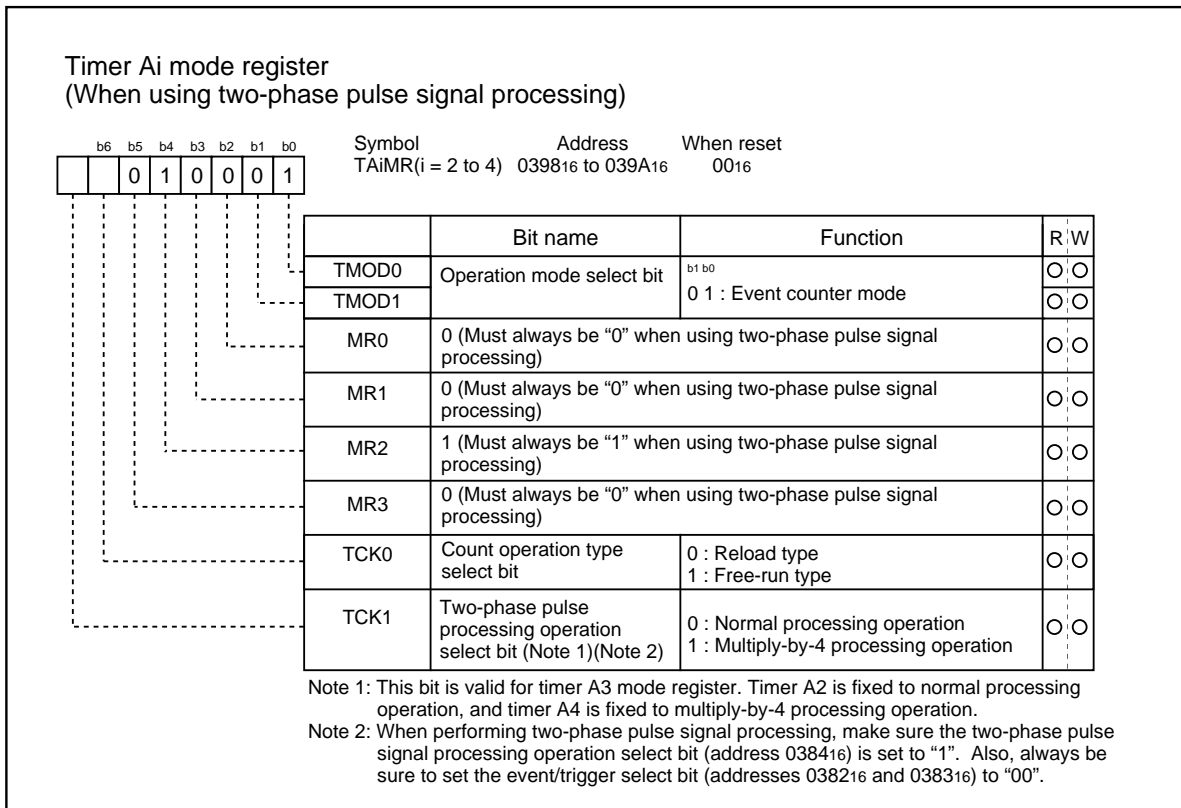 Timer Ai mode register
(When using two-phase pulse signal processing)
b6 b5 b4 b3 b2 b1 b0
0 1 0 0 0 1
Symbol Address When reset
TAiMR(i = 2 to 4) 039816 to 039A16 0016
Bit name Function R W
TMOD0 Operation mode select bit b1 b0
0 1 : Event counter mode
TMOD1
MR0 0 (Must always be “0” when using two-phase pulse signal
processing)
MR1 0 (Must always be “0” when using two-phase pulse signal
processing)
MR2 1 (Must always be “1” when using two-phase pulse signal
processing)
MR3 0 (Must always be “0” when using two-phase pulse signal
processing)
TCK0 Count operation type
select bit
0 : Reload type
1 : Free-run type
TCK1 Two-phase pulse
processing operation
select bit (Note 1)(Note 2)
0 : Normal processing operation
1 : Multiply-by-4 processing operation
Note 1: This bit is valid for timer A3 mode register. Timer A2 is fixed to normal processing
operation, and timer A4 is fixed to multiply-by-4 processing operation.
Note 2: When performing two-phase pulse signal processing, make sure the two-phase pulse
signal processing operation select bit (address 038416) is set to “1”. Also, always be
sure to set the event/trigger select bit (addresses 038216 and 038316) to “00”.